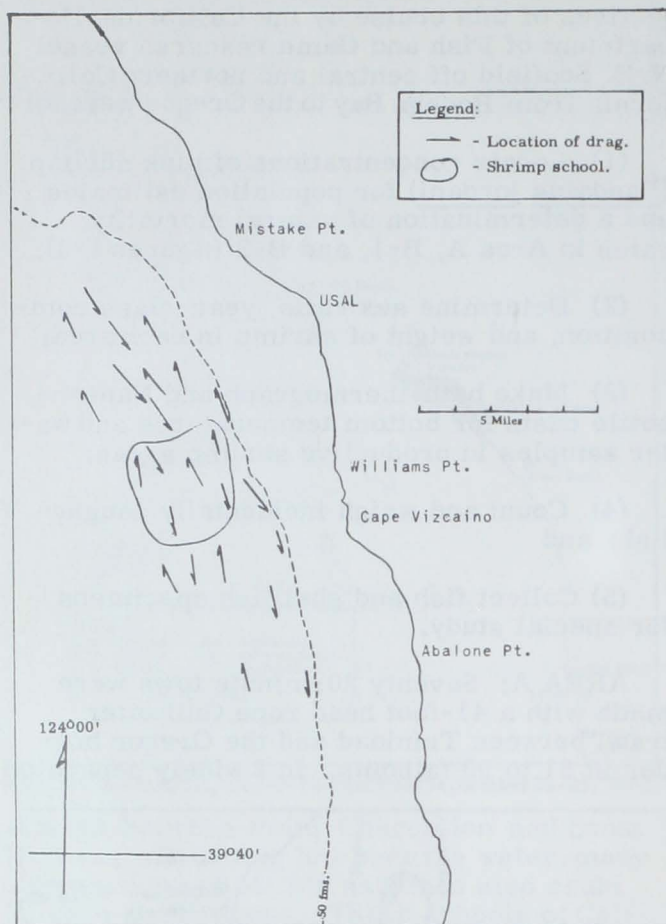 Legend:
- Location of drag.
- Shrimp school.
Mistake Pt.
USAL
5 Miles
Williams Pt.
Cape Vizcaino
Abalone Pt.
124°00'
39°40'
50 fms.